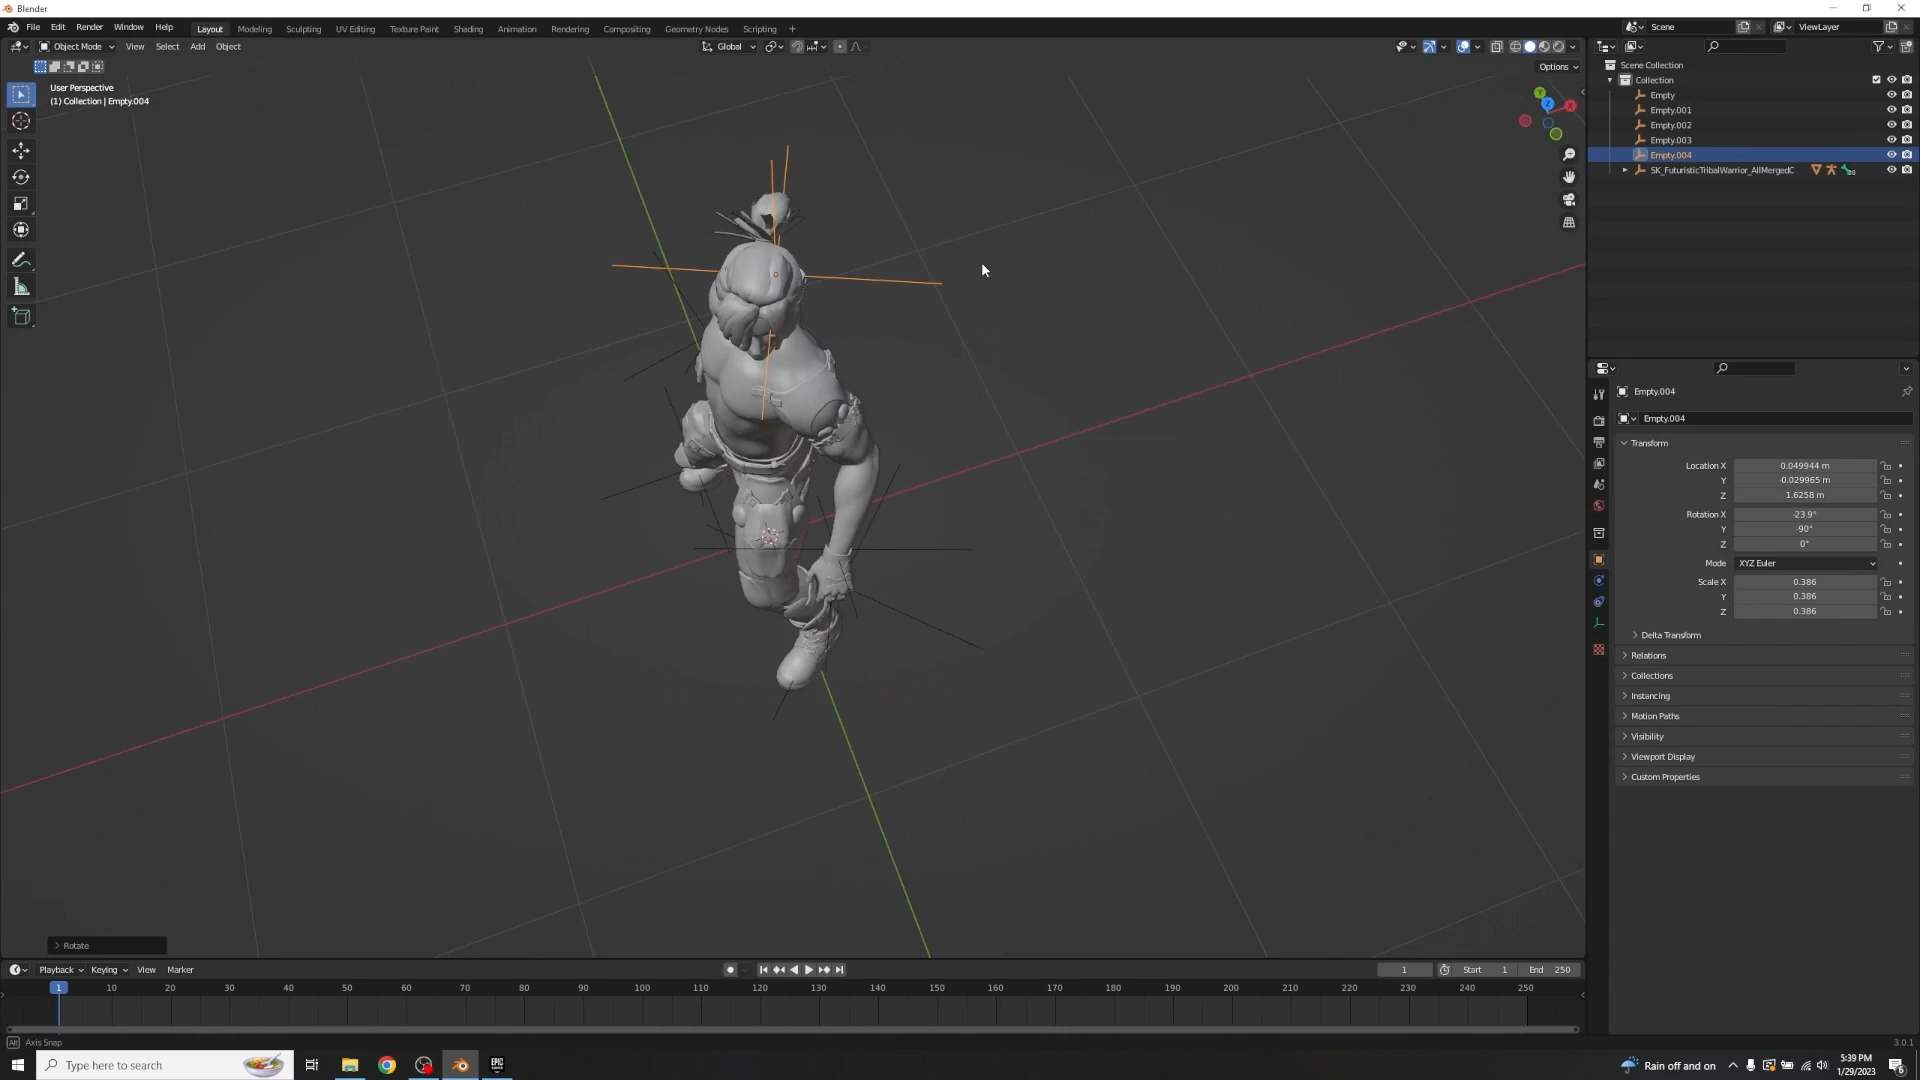 Blender
File Edit Render Window Help
Layout Modeling Sculpting UV Editing Texture Paint Shading Animation Rendering Compositing Geometry Nodes Scripting +
Scene
ViewLayer
Object Mode View Select Add Object
Global
Options
User Perspective
(1) Collection | Empty.004
Y
Z
X
Scene Collection
Collection
Empty
Empty.001
Empty.002
Empty.003
Empty.004
SK_FuturisticTribalWarrior_AllMergedC
Empty.004
Empty.004
Transform
Location X 0.049944 m
Y -0.029965 m
Z 1.6258 m
Rotation X -23.9°
Y -90°
Z 0°
Mode XYZ Euler
Scale X 0.386
Y 0.386
Z 0.386
Delta Transform
Relations
Collections
Instancing
Motion Paths
Visibility
Viewport Display
Custom Properties
Rotate
Playback Keying View Marker
1 Start 1 End 250
1 10 20 30 40 50 60 70 80 90 100 110 120 130 140 150 160 170 180 190 200 210 220 230 240 250
Alt Axis Snap
3.0.1
Type here to search
EPIC GAMES
Rain off and on
5:39 PM
1/29/2023
6